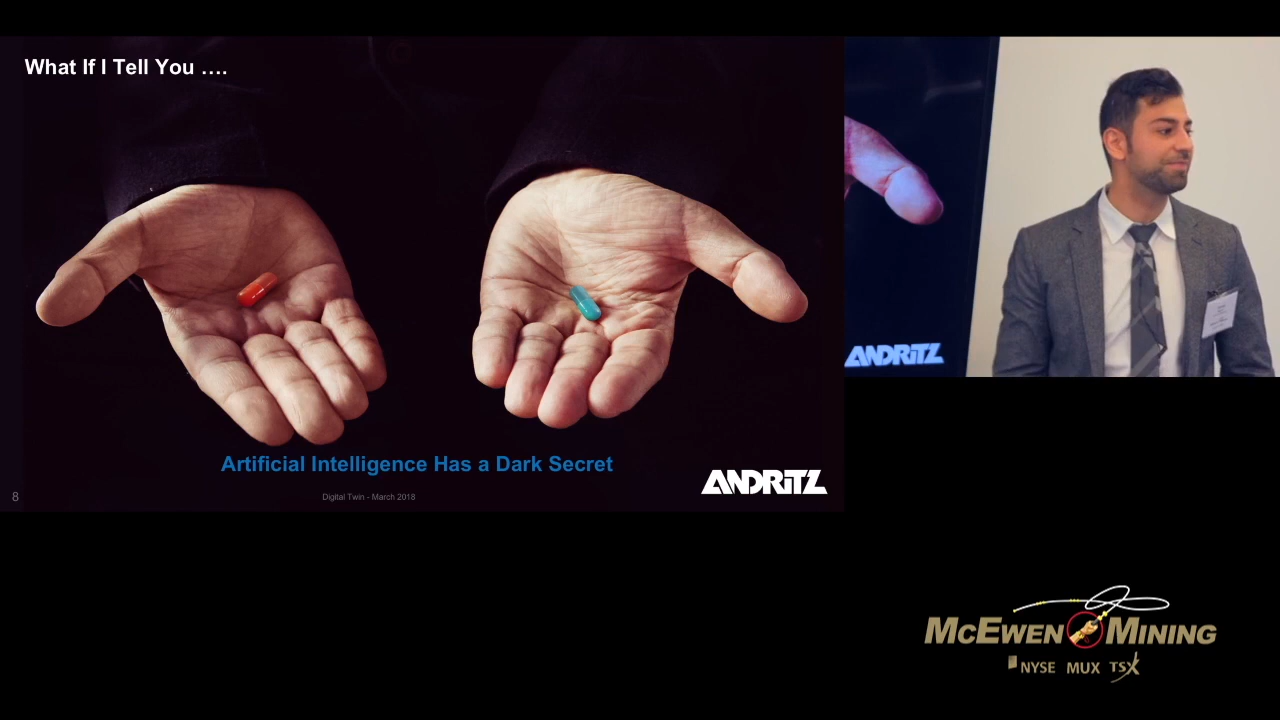 What If I Tell You ....
Artificial Intelligence Has a Dark Secret
ANDRITZ
8
Digital Twin - March 2018
ANDRITZ
McEWEN MINING
NYSE MUX TSX